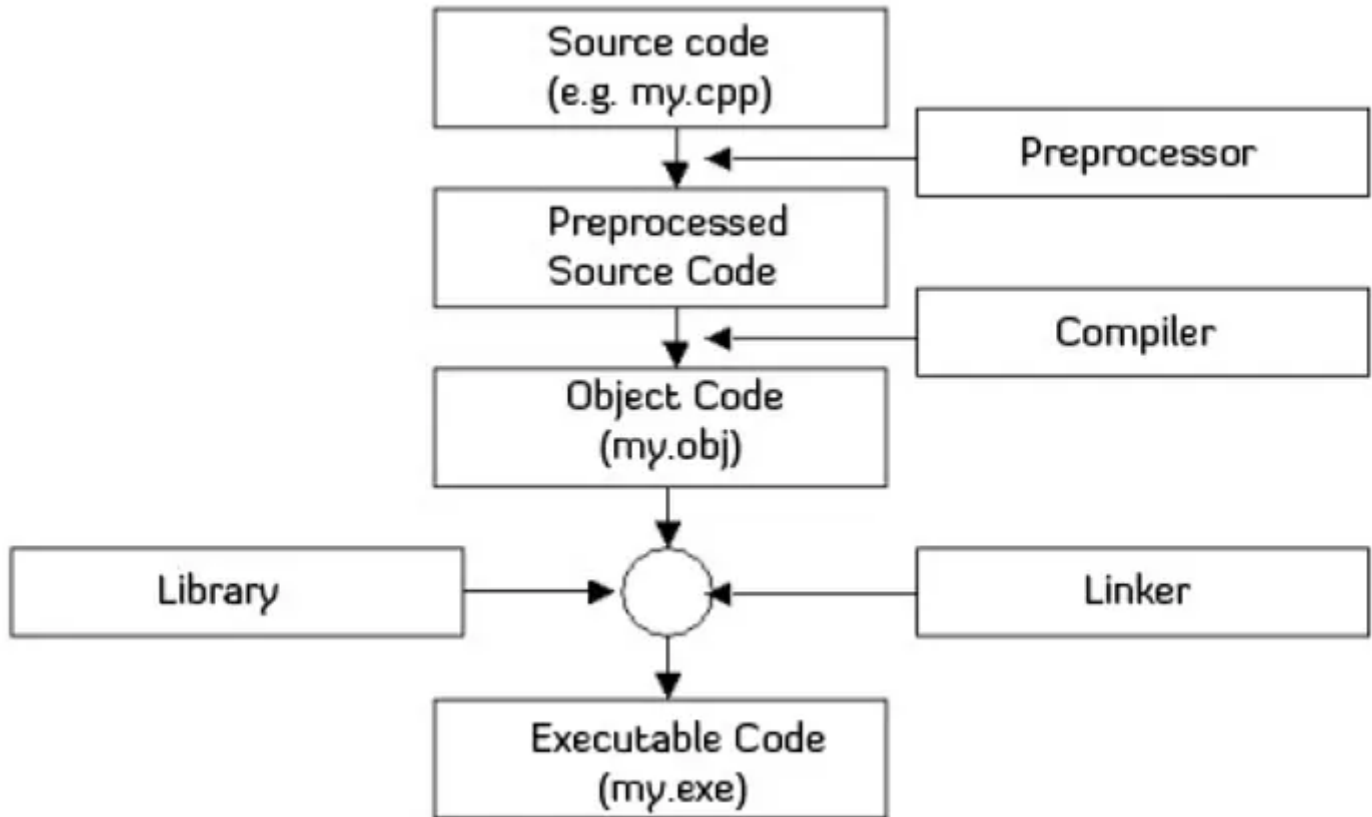 Source code
(e.g. my.cpp)
Preprocessor
Preprocessed
Source Code
Compiler
Object Code
(my.obj)
Library
Linker
Executable Code
(my.exe)